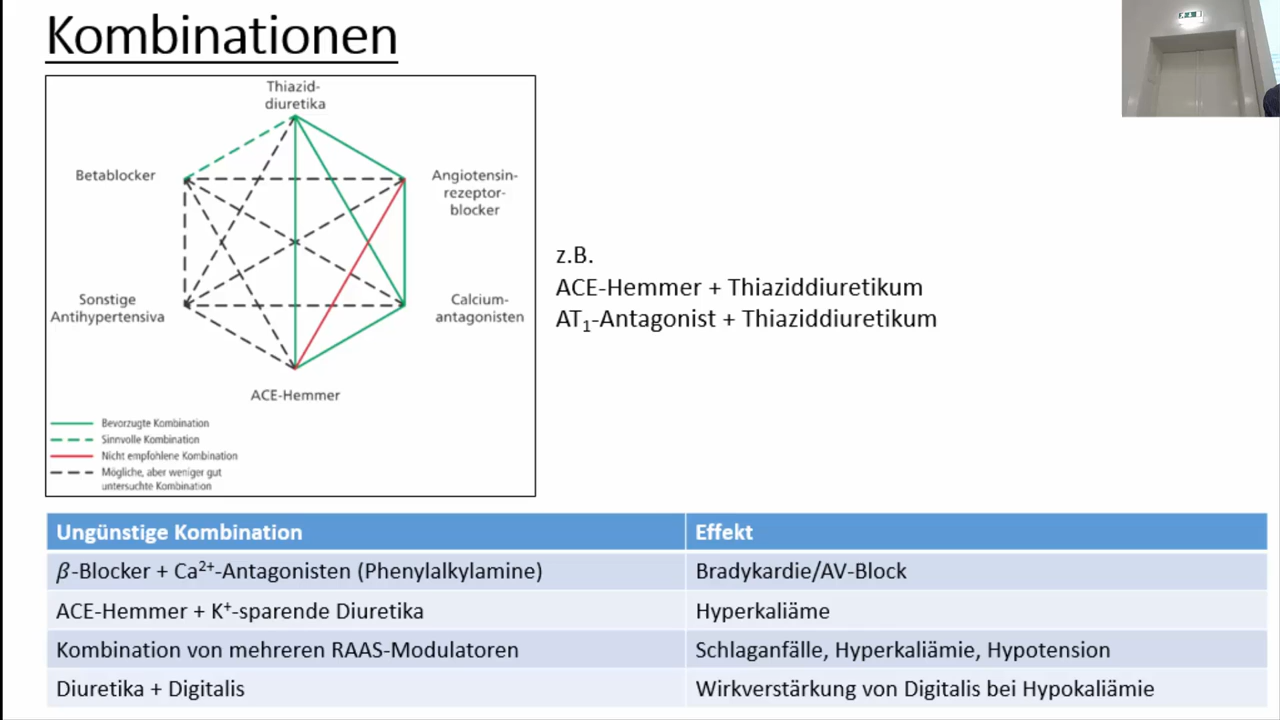 Kombinationen
Thiazid-
diuretika
Betablocker
Angiotensin-
rezeptor-
blocker
Sonstige
Antihypertensiva
Calcium-
antagonisten
ACE-Hemmer
Bevorzugte Kombination
Sinnvolle Kombination
Nicht empfohlene Kombination
Mögliche, aber weniger gut
untersuchte Kombination
z.B.
ACE-Hemmer + Thiaziddiuretikum
AT₁-Antagonist + Thiaziddiuretikum
Ungünstige Kombination Effekt
β-Blocker + Ca²⁺-Antagonisten (Phenylalkylamine) Bradykardie/AV-Block
ACE-Hemmer + K⁺-sparende Diuretika Hyperkaliäme
Kombination von mehreren RAAS-Modulatoren Schlaganfälle, Hyperkaliämie, Hypotension
Diuretika + Digitalis Wirkverstärkung von Digitalis bei Hypokaliämie